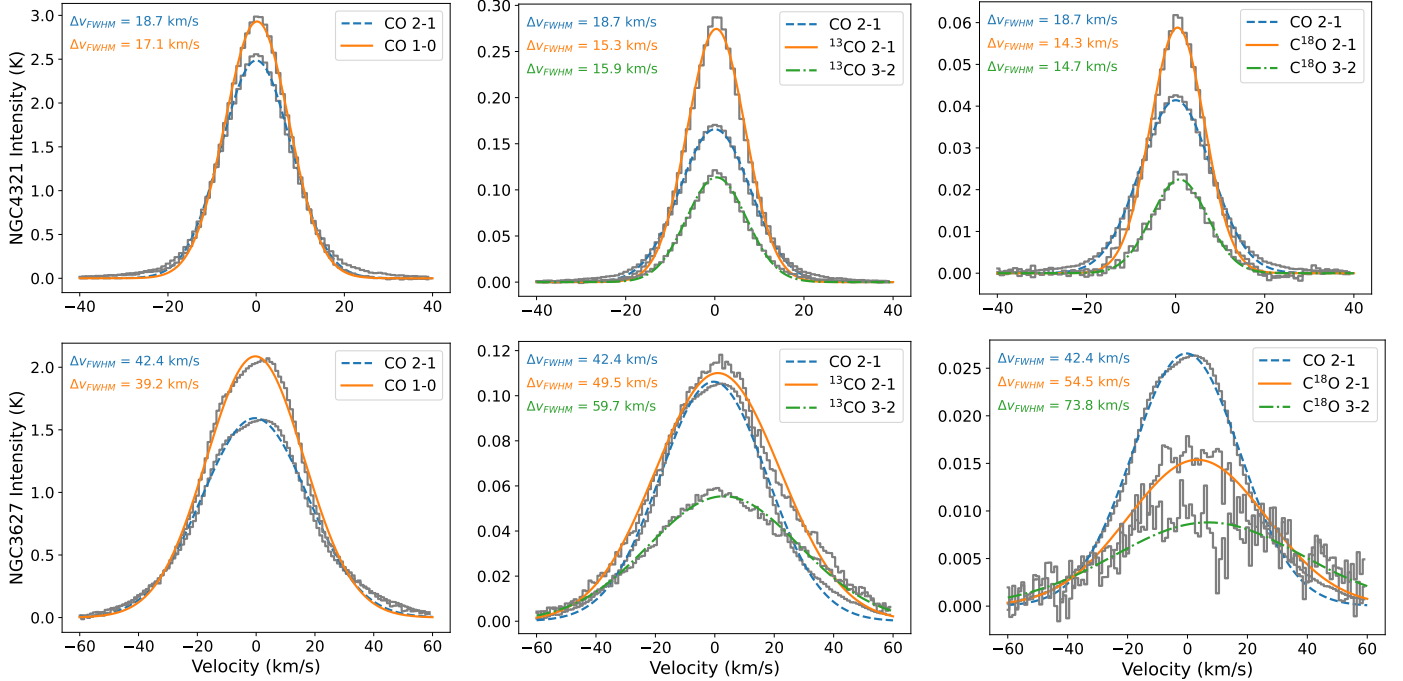 NGC4321 Intensity (K)
3.0
2.5
2.0
1.5
1.0
0.5
0.0
−40
−20
0
20
40
Δv_FWHM = 18.7 km/s
Δv_FWHM = 17.1 km/s
CO 2-1
CO 1-0
0.30
0.25
0.20
0.15
0.10
0.05
0.00
−40
−20
0
20
40
Δv_FWHM = 18.7 km/s
Δv_FWHM = 15.3 km/s
Δv_FWHM = 15.9 km/s
CO 2-1
¹³CO 2-1
¹³CO 3-2
0.06
0.05
0.04
0.03
0.02
0.01
0.00
−40
−20
0
20
40
Δv_FWHM = 18.7 km/s
Δv_FWHM = 14.3 km/s
Δv_FWHM = 14.7 km/s
CO 2-1
C¹⁸O 2-1
C¹⁸O 3-2
NGC3627 Intensity (K)
2.0
1.5
1.0
0.5
0.0
−60
−40
−20
0
20
40
60
Velocity (km/s)
Δv_FWHM = 42.4 km/s
Δv_FWHM = 39.2 km/s
CO 2-1
CO 1-0
0.12
0.10
0.08
0.06
0.04
0.02
0.00
−60
−40
−20
0
20
40
60
Velocity (km/s)
Δv_FWHM = 42.4 km/s
Δv_FWHM = 49.5 km/s
Δv_FWHM = 59.7 km/s
CO 2-1
¹³CO 2-1
¹³CO 3-2
0.025
0.020
0.015
0.010
0.005
0.000
−60
−40
−20
0
20
40
60
Velocity (km/s)
Δv_FWHM = 42.4 km/s
Δv_FWHM = 54.5 km/s
Δv_FWHM = 73.8 km/s
CO 2-1
C¹⁸O 2-1
C¹⁸O 3-2